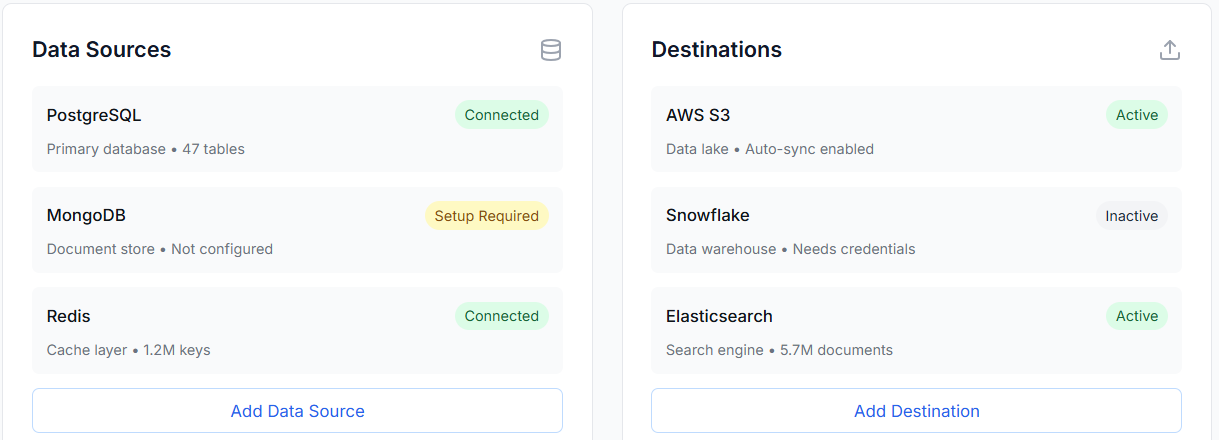 Data Sources
PostgreSQL
Connected
Primary database • 47 tables
MongoDB
Setup Required
Document store • Not configured
Redis
Connected
Cache layer • 1.2M keys
Add Data Source
Destinations
AWS S3
Active
Data lake • Auto-sync enabled
Snowflake
Inactive
Data warehouse • Needs credentials
Elasticsearch
Active
Search engine • 5.7M documents
Add Destination